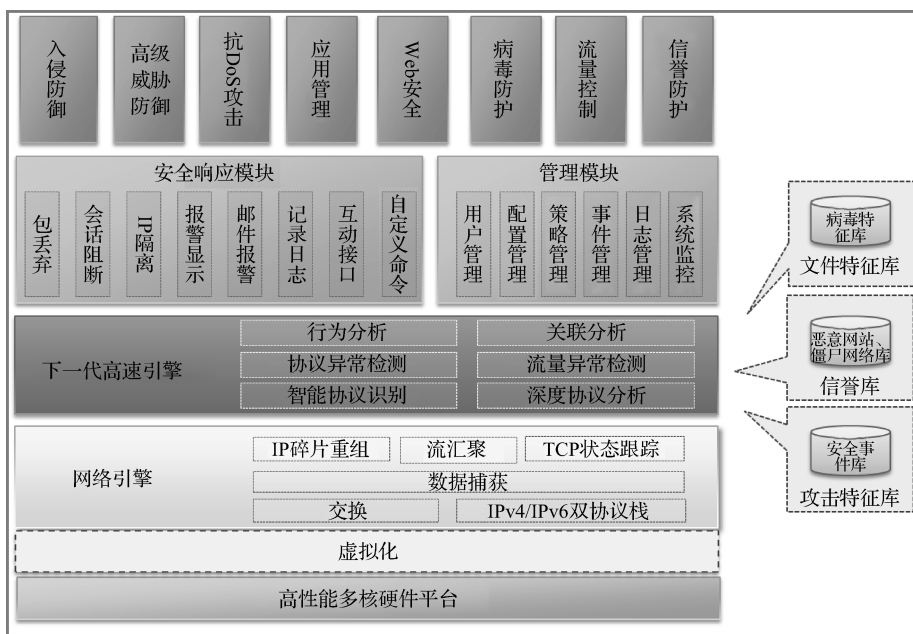 入侵防御
高级
威胁
防御
抗DoS攻击
应用管理
Web安全
病毒防护
流量控制
信誉防护
安全响应模块
包丢弃
会话阻断
IP隔离
报警显示
邮件报警
记录日志
互动接口
自定义命令
管理模块
用户管理
配置管理
策略管理
事件管理
日志管理
系统监控
下一代高速引擎
行为分析
关联分析
协议异常检测
流量异常检测
智能协议识别
深度协议分析
网络引擎
IP碎片重组
流汇聚
TCP状态跟踪
数据捕获
交换
IPv4/IPv6双协议栈
虚拟化
高性能多核硬件平台
病毒特
征库
文件特征库
恶意网站、
僵尸网络库
信誉库
安全事
件库
攻击特征库